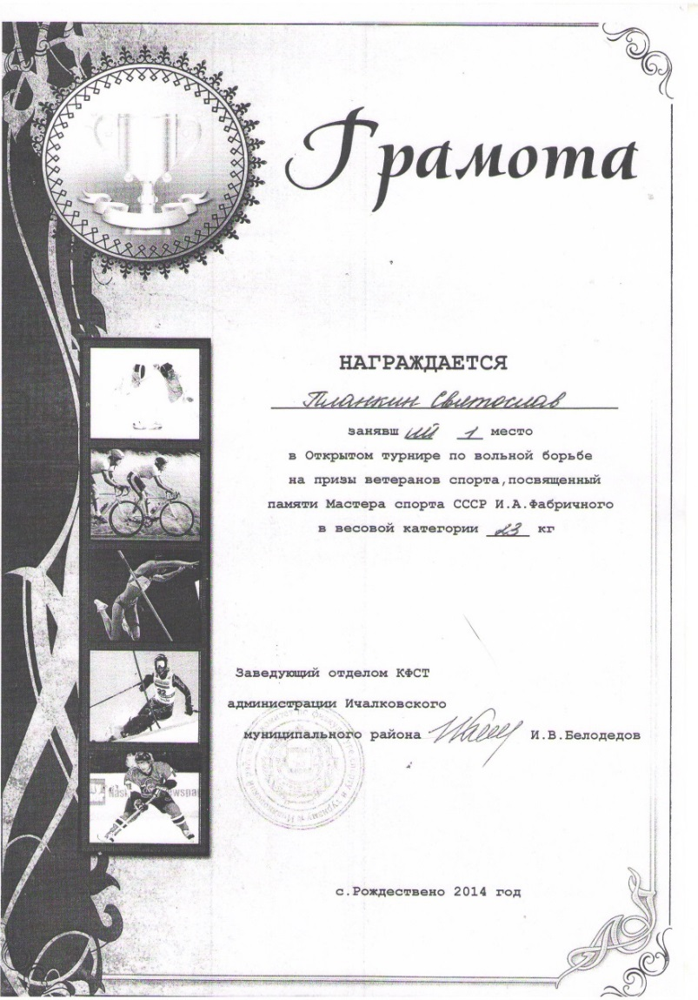 Грамота
НАГРАЖДАЕТСЯ
Планкин Святослав
занявш ий 1 место
в Открытом турнире по вольной борьбе
на призы ветеранов спорта,посвященный
памяти Мастера спорта СССР И.А.Фабричного
в весовой категории 23 кг
Заведующий отделом КФСТ
администрации Ичалковского
муниципального района И.В.Белодедов
с.Рождествено 2014 год